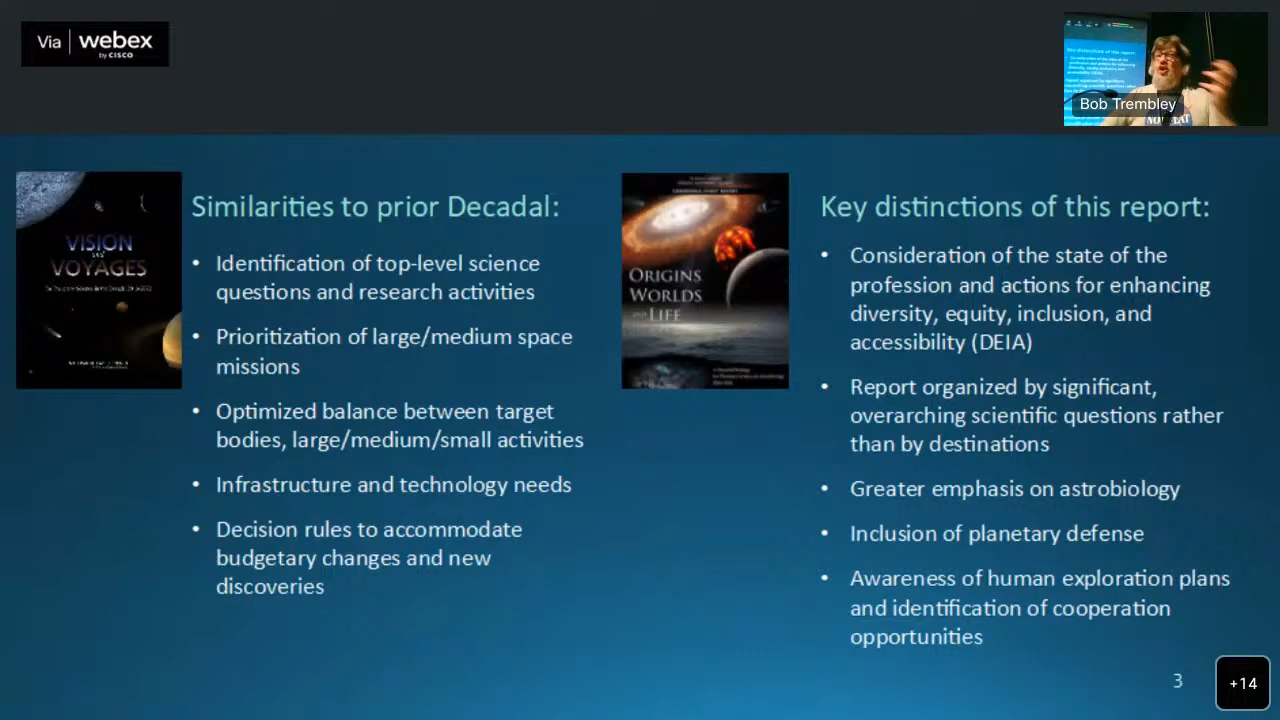 Via | webex
by CISCO
Bob Trembley
VISION
AND
VOYAGES
Similarities to prior Decadal:
• Identification of top-level science
questions and research activities
• Prioritization of large/medium space
missions
• Optimized balance between target
bodies, large/medium/small activities
• Infrastructure and technology needs
• Decision rules to accommodate
budgetary changes and new
discoveries
ORIGINS
WORLDS
AND LIFE
Key distinctions of this report:
• Consideration of the state of the
profession and actions for enhancing
diversity, equity, inclusion, and
accessibility (DEIA)
• Report organized by significant,
overarching scientific questions rather
than by destinations
• Greater emphasis on astrobiology
• Inclusion of planetary defense
• Awareness of human exploration plans
and identification of cooperation
opportunities
3
+14